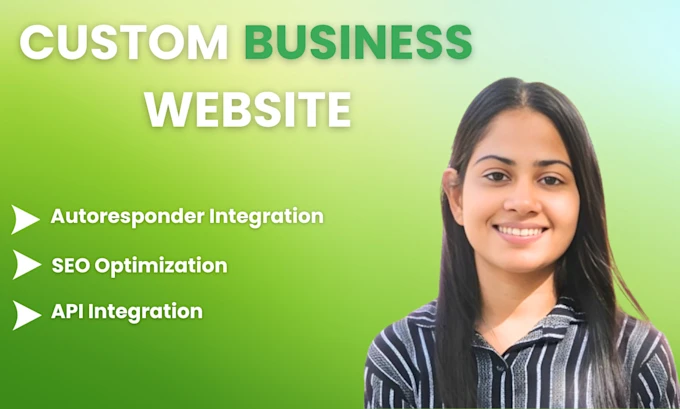 CUSTOM BUSINESS
WEBSITE
Autoresponder Integration
SEO Optimization
API Integration